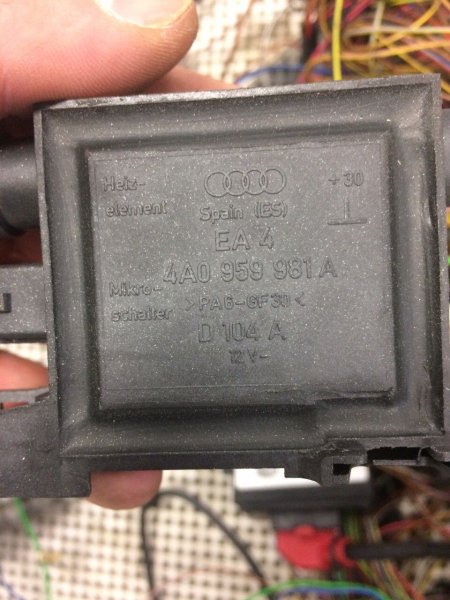 Heiz-
element
+30
Spain (ES)
EA 4
4A0 959 981 A
Mikro-
schalter
>PA6-GF30<
D 104 A
12V-